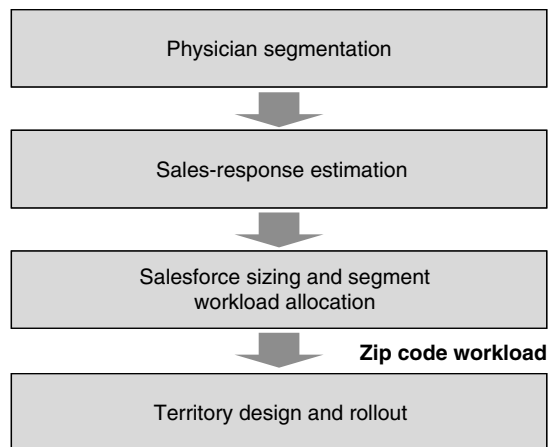 Physician segmentation
Sales-response estimation
Salesforce sizing and segment
workload allocation
Zip code workload
Territory design and rollout